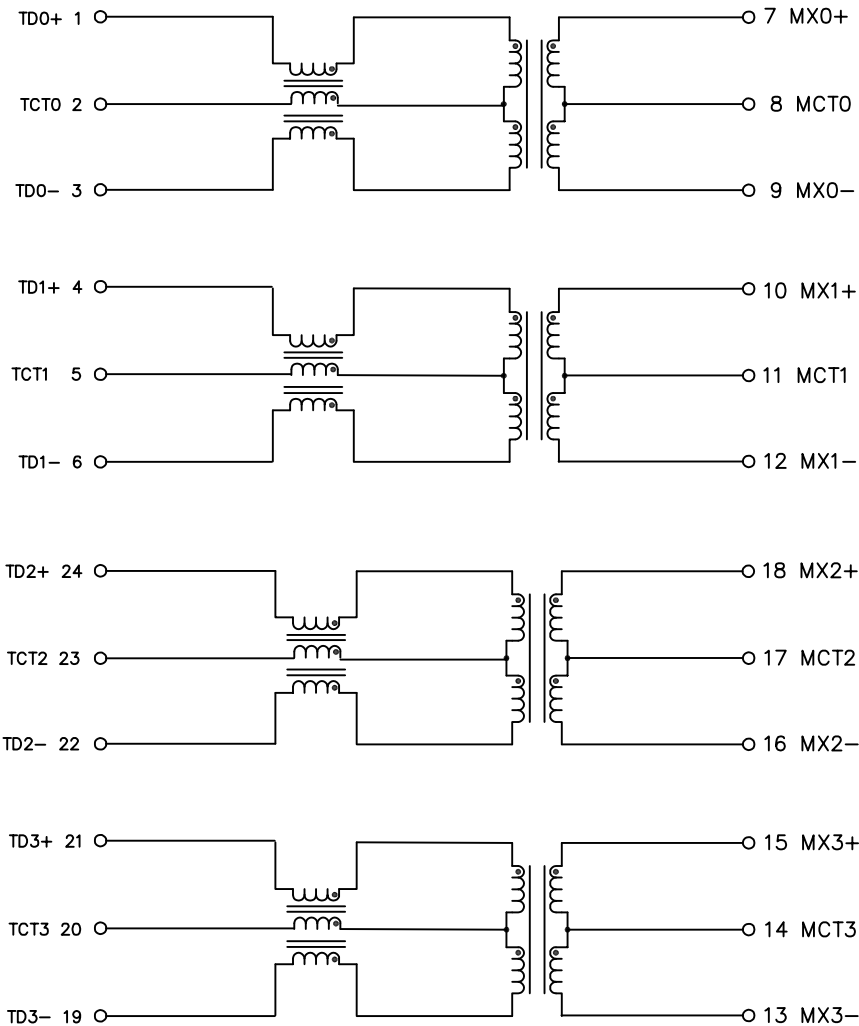 TD0+ 1 7 MX0+
TCT0 2 8 MCT0
TD0- 3 9 MX0-
TD1+ 4 10 MX1+
TCT1 5 11 MCT1
TD1- 6 12 MX1-
TD2+ 24 18 MX2+
TCT2 23 17 MCT2
TD2- 22 16 MX2-
TD3+ 21 15 MX3+
TCT3 20 14 MCT3
TD3- 19 13 MX3-